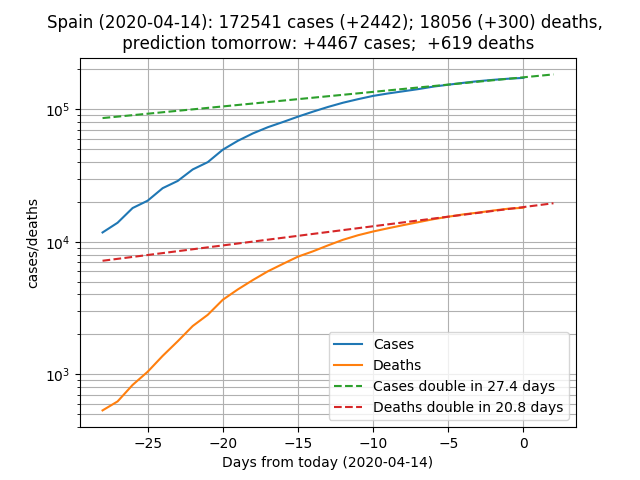 Spain (2020-04-14): 172541 cases (+2442); 18056 (+300) deaths,
prediction tomorrow: +4467 cases;  +619 deaths
cases/deaths
10^5
10^4
10^3
Cases
Deaths
Cases double in 27.4 days
Deaths double in 20.8 days
−25 −20 −15 −10 −5 0
Days from today (2020-04-14)